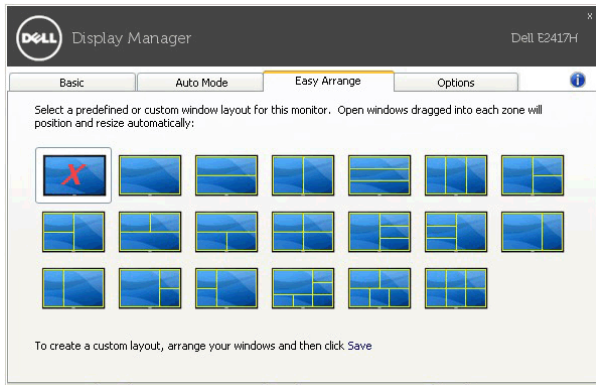 DELL Display Manager
x
Dell E2417H
Basic Auto Mode Easy Arrange Options
i
Select a predefined or custom window layout for this monitor. Open windows dragged into each zone will
position and resize automatically:
X
To create a custom layout, arrange your windows and then click Save